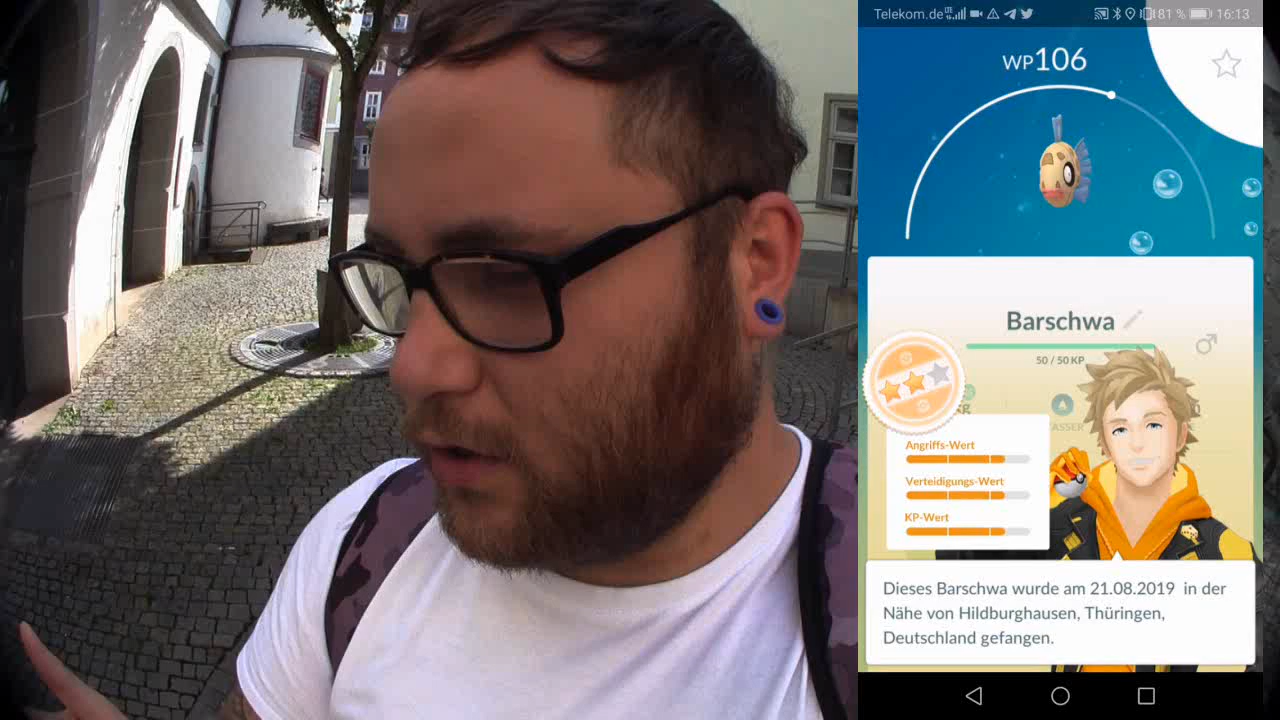 Telekom.de 81 % 16:13
WP106
Barschwa
50 / 50 KP
Angriffs-Wert
Verteidigungs-Wert
KP-Wert
Dieses Barschwa wurde am 21.08.2019 in der
Nähe von Hildburghausen, Thüringen,
Deutschland gefangen.